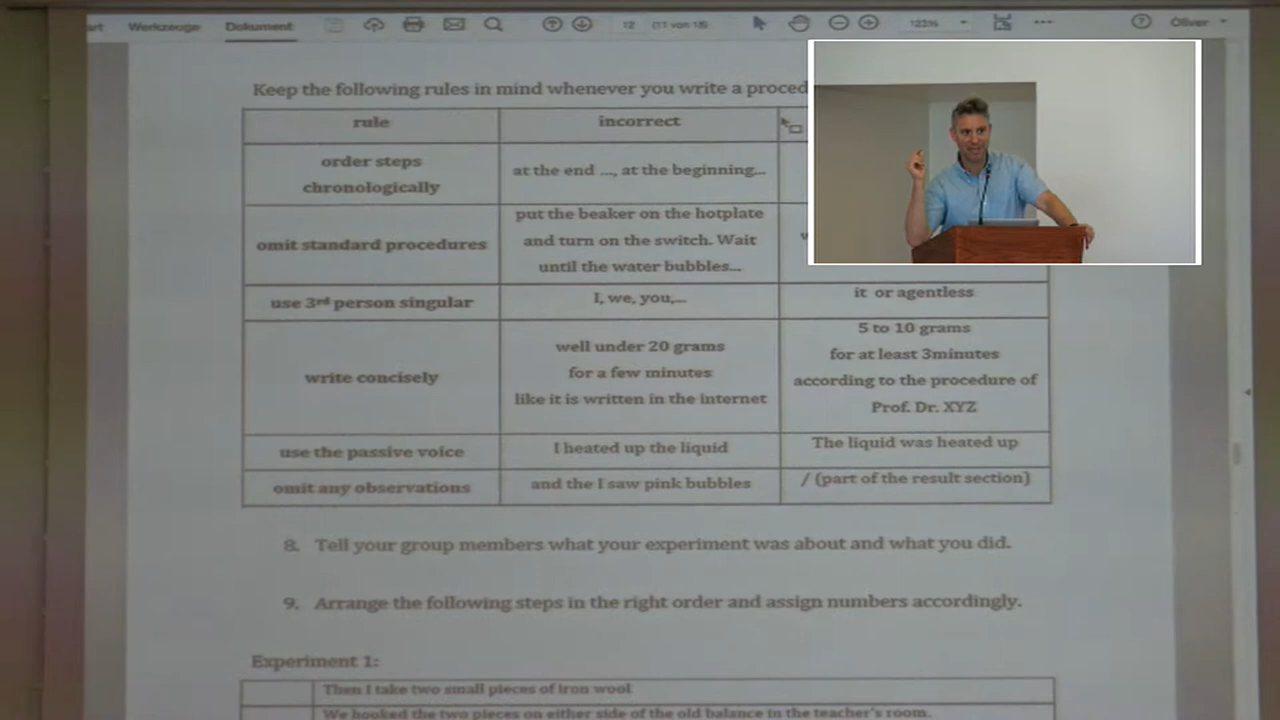 art Werkzeuge Dokument 12 (11 von 18) 123% Oliver
Keep the following rules in mind whenever you write a proced
rule incorrect
order steps
chronologically
at the end ..., at the beginning...
omit standard procedures
put the beaker on the hotplate
and turn on the switch. Wait
until the water bubbles...
use 3rd person singular I, we, you,... it or agentless
write concisely
well under 20 grams
for a few minutes
like it is written in the internet
5 to 10 grams
for at least 3minutes
according to the procedure of
Prof. Dr. XYZ
use the passive voice I heated up the liquid The liquid was heated up
omit any observations and the I saw pink bubbles / (part of the result section)
8. Tell your group members what your experiment was about and what you did.
9. Arrange the following steps in the right order and assign numbers accordingly.
Experiment 1:
Then I take two small pieces of iron wool
We hooked the two pieces on either side of the old balance in the teacher's room.